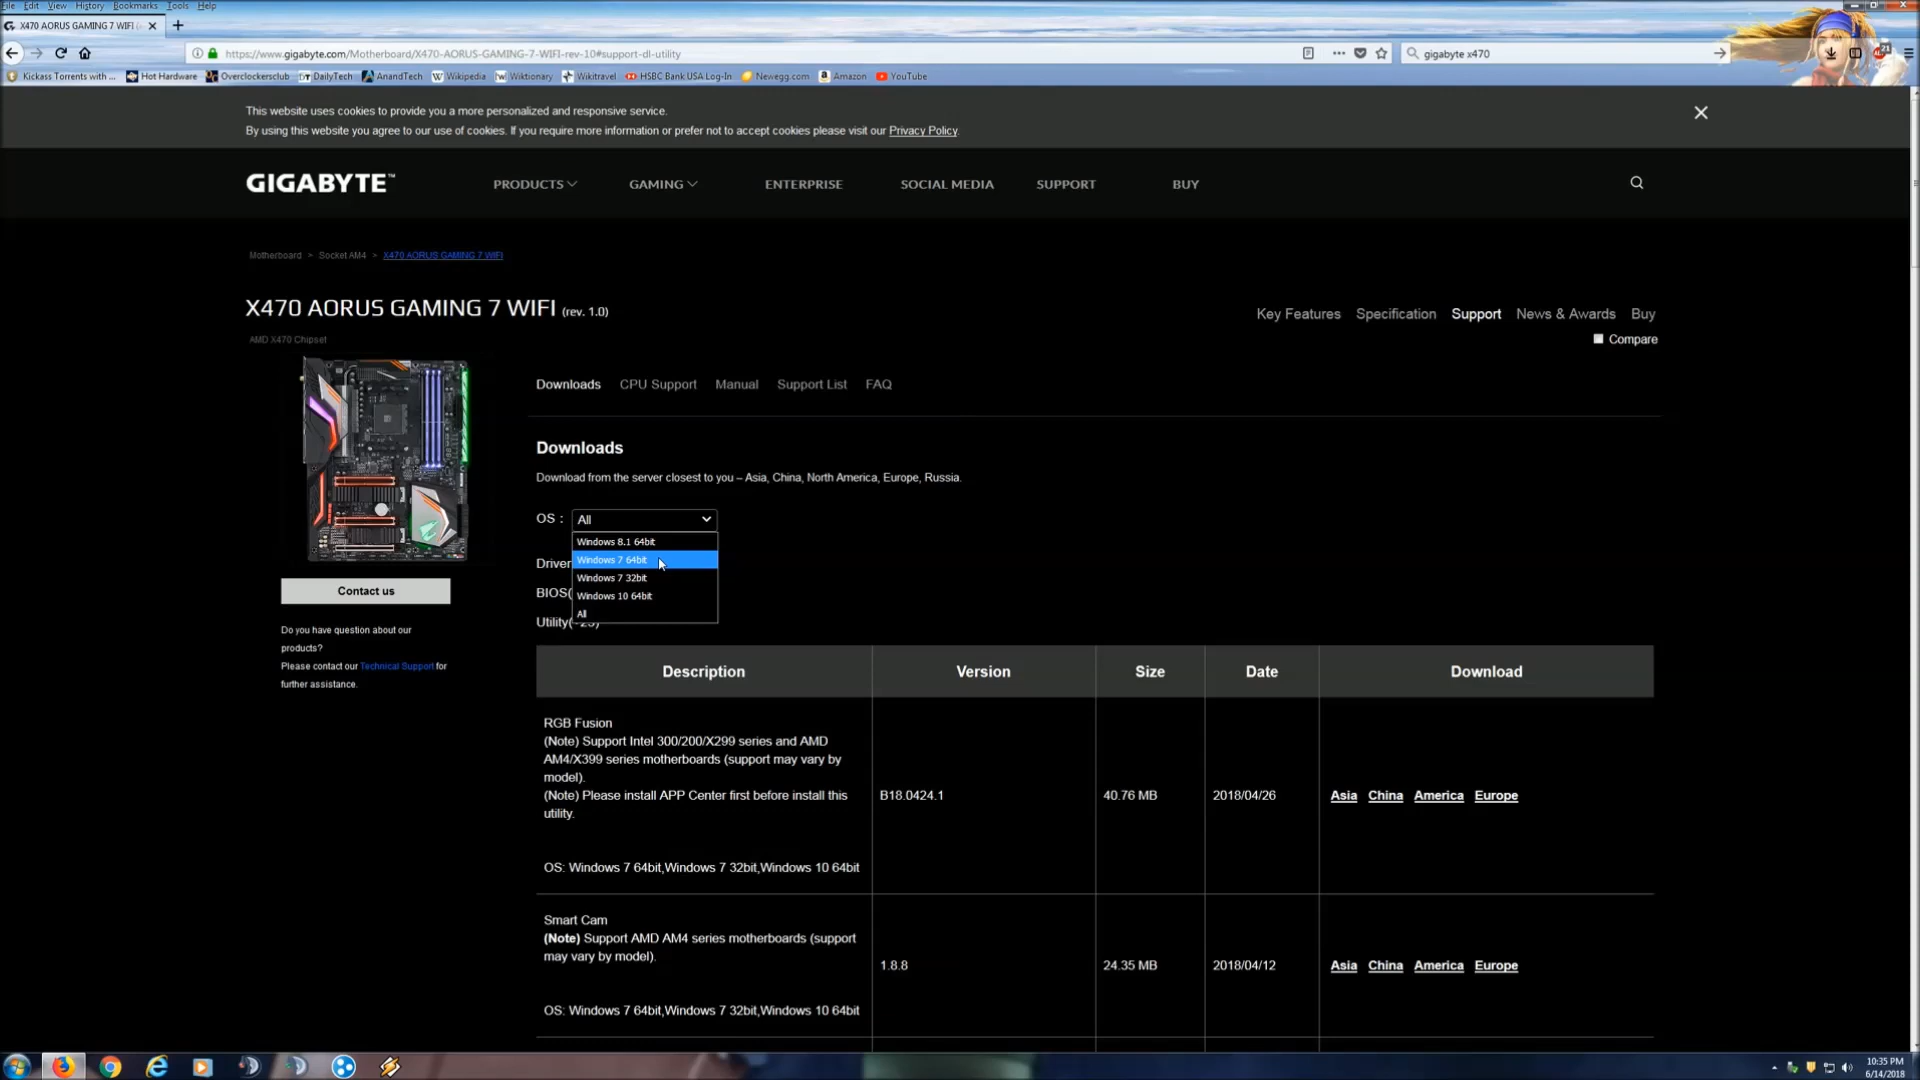 File Edit View History Bookmarks Tools Help
X470 AORUS GAMING 7 WIFI
https://www.gigabyte.com/Motherboard/X470-AORUS-GAMING-7-WIFI-rev-10#support-dl-utility
gigabyte x470
21
Kickass Torrents with ... Hot Hardware Overclockersclub DailyTech AnandTech Wikipedia Wiktionary Wikitravel HSBC Bank USA Log-In Newegg.com Amazon YouTube
This website uses cookies to provide you a more personalized and responsive service.
By using this website you agree to our use of cookies. If you require more information or prefer not to accept cookies please visit our Privacy Policy.
GIGABYTE™ PRODUCTS GAMING ENTERPRISE SOCIAL MEDIA SUPPORT BUY
Motherboard > Socket AM4 > X470 AORUS GAMING 7 WIFI
X470 AORUS GAMING 7 WIFI (rev. 1.0)
Key Features Specification Support News & Awards Buy
AMD X470 Chipset
Compare
Downloads CPU Support Manual Support List FAQ
Downloads
Download from the server closest to you – Asia, China, North America, Europe, Russia.
OS : All
Windows 8.1 64bit
Windows 7 64bit
Windows 7 32bit
Windows 10 64bit
All
Driver
BIOS(
Utility(
Contact us
Do you have question about our
products?
Please contact our Technical Support for
further assistance.
Description Version Size Date Download
RGB Fusion
(Note) Support Intel 300/200/X299 series and AMD
AM4/X399 series motherboards (support may vary by
model).
(Note) Please install APP Center first before install this
utility.
OS: Windows 7 64bit,Windows 7 32bit,Windows 10 64bit
B18.0424.1 40.76 MB 2018/04/26 Asia China America Europe
Smart Cam
(Note) Support AMD AM4 series motherboards (support
may vary by model).
OS: Windows 7 64bit,Windows 7 32bit,Windows 10 64bit
1.8.8 24.35 MB 2018/04/12 Asia China America Europe
10:35 PM
6/14/2018